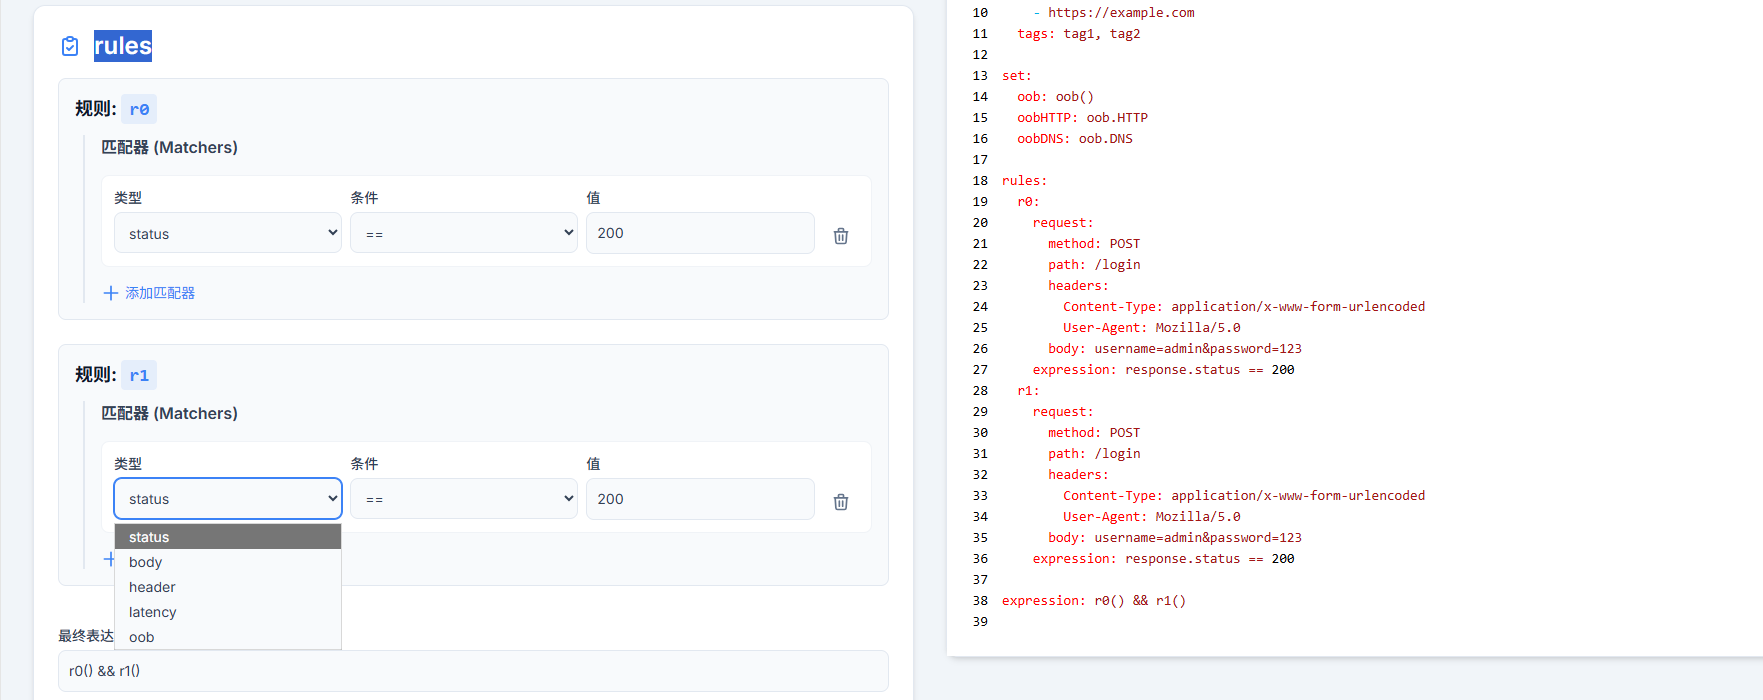 rules
规则: r0
匹配器 (Matchers)
类型 条件 值
status == 200
添加匹配器
规则: r1
匹配器 (Matchers)
类型 条件 值
status == 200
status
body
header
latency
oob
最终表达
r0() && r1()
10 - https://example.com
11 tags: tag1, tag2
12
13 set:
14 oob: oob()
15 oobHTTP: oob.HTTP
16 oobDNS: oob.DNS
17
18 rules:
19 r0:
20 request:
21 method: POST
22 path: /login
23 headers:
24 Content-Type: application/x-www-form-urlencoded
25 User-Agent: Mozilla/5.0
26 body: username=admin&password=123
27 expression: response.status == 200
28 r1:
29 request:
30 method: POST
31 path: /login
32 headers:
33 Content-Type: application/x-www-form-urlencoded
34 User-Agent: Mozilla/5.0
35 body: username=admin&password=123
36 expression: response.status == 200
37
38 expression: r0() && r1()
39